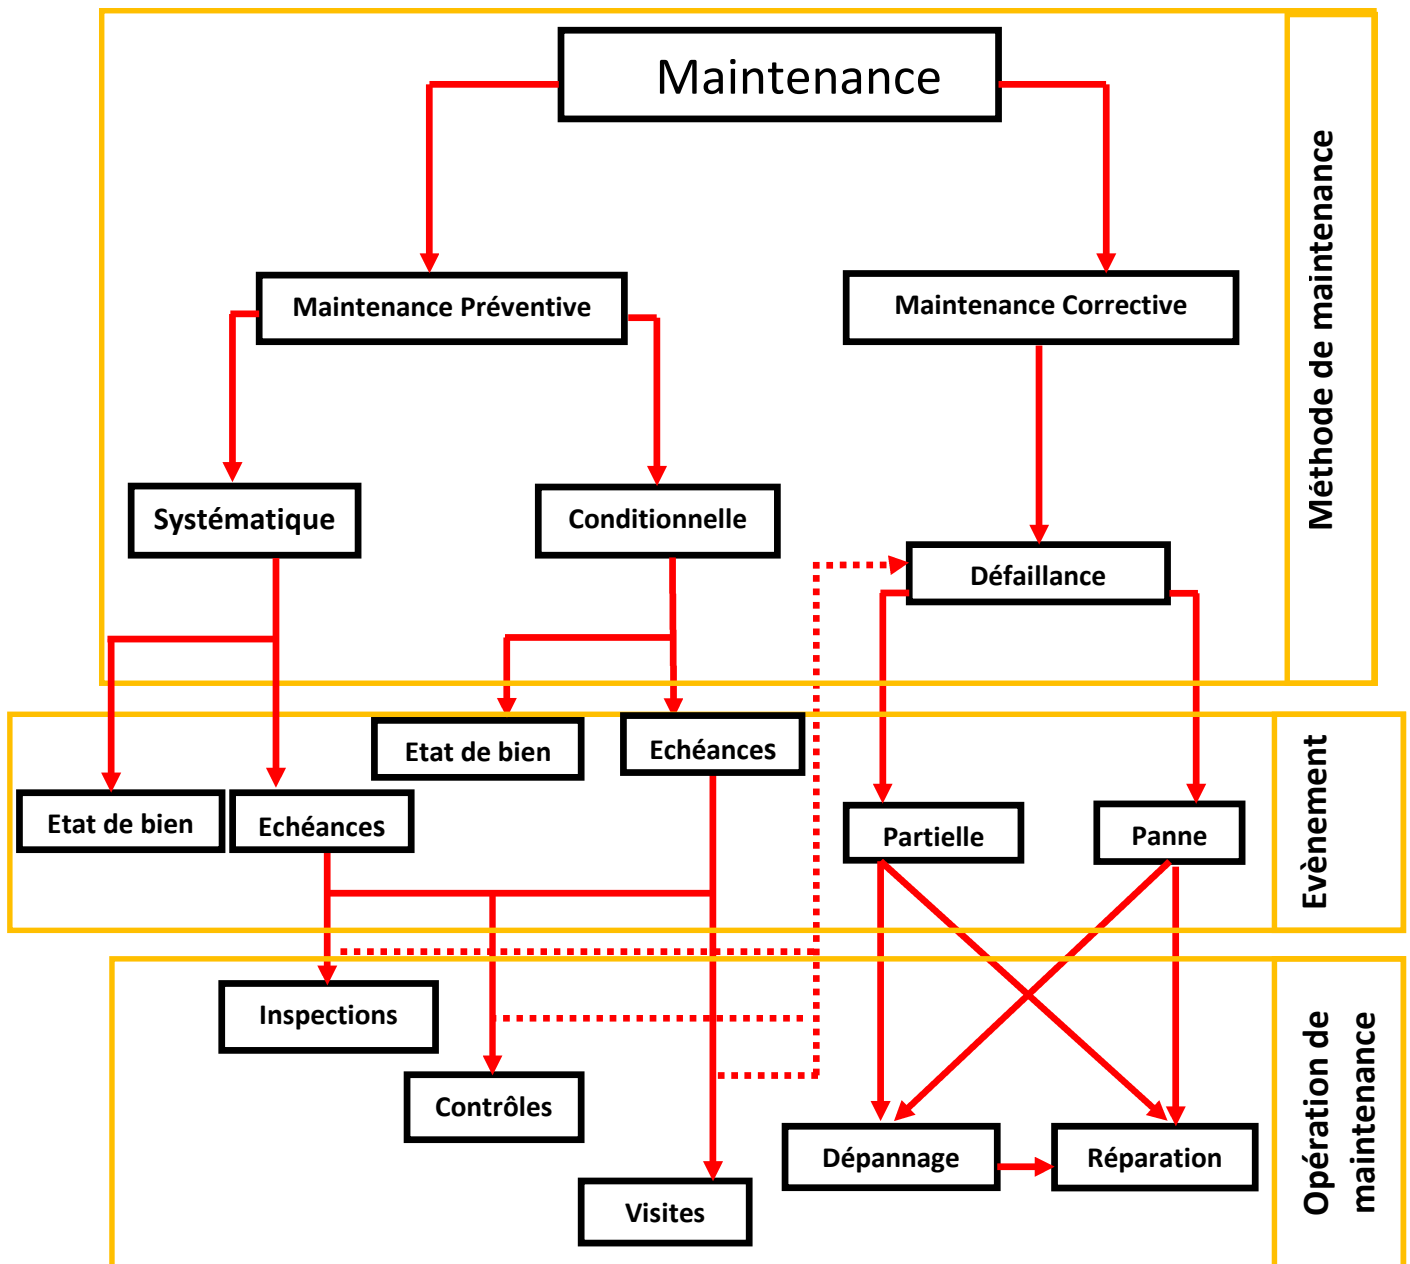 Maintenance
Méthode de maintenance
Maintenance Préventive
Maintenance Corrective
Systématique
Conditionnelle
Défaillance
Etat de bien
Echéances
Evènement
Etat de bien
Echéances
Partielle
Panne
Inspections
Opération de
maintenance
Contrôles
Dépannage
Réparation
Visites